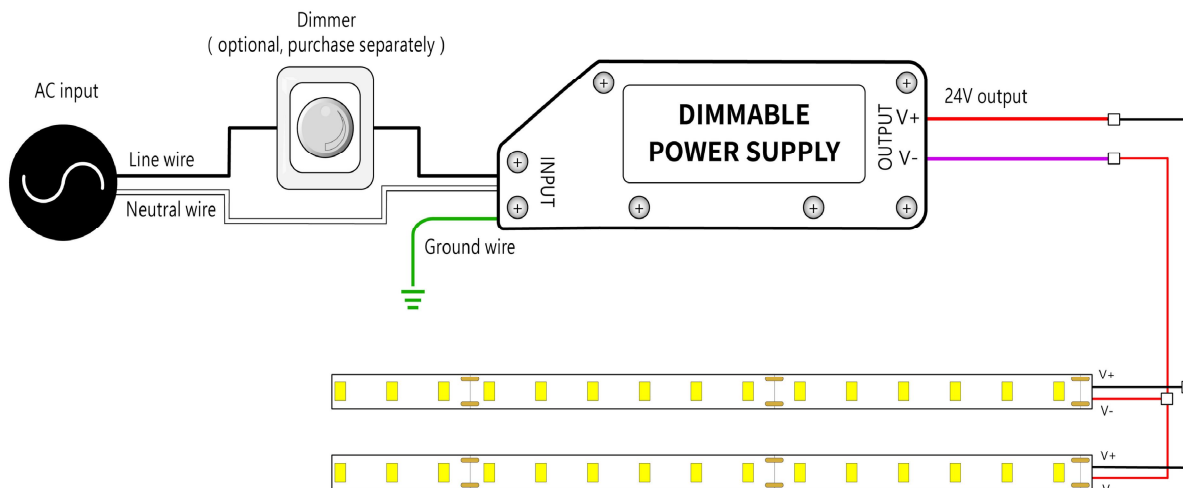 Dimmer
( optional, purchase separately )
AC input
Line wire
Neutral wire
Ground wire
INPUT
DIMMABLE
POWER SUPPLY
OUTPUT
V+
V-
24V output
V+
V-
V+